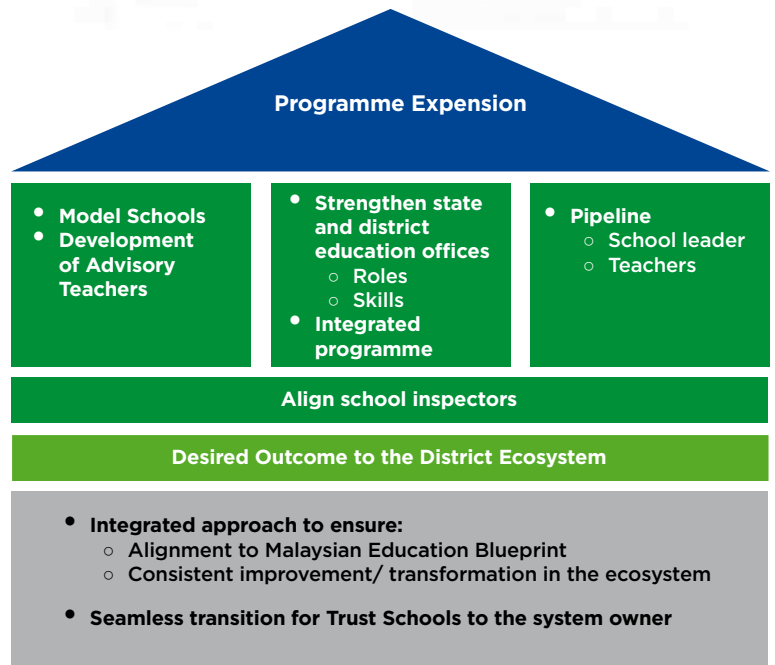 Programme Expension
• Model Schools
• Development
of Advisory
Teachers
• Strengthen state
and district
education offices
○ Roles
○ Skills
• Integrated
programme
• Pipeline
○ School leader
○ Teachers
Align school inspectors
Desired Outcome to the District Ecosystem
• Integrated approach to ensure:
○ Alignment to Malaysian Education Blueprint
○ Consistent improvement/ transformation in the ecosystem
• Seamless transition for Trust Schools to the system owner